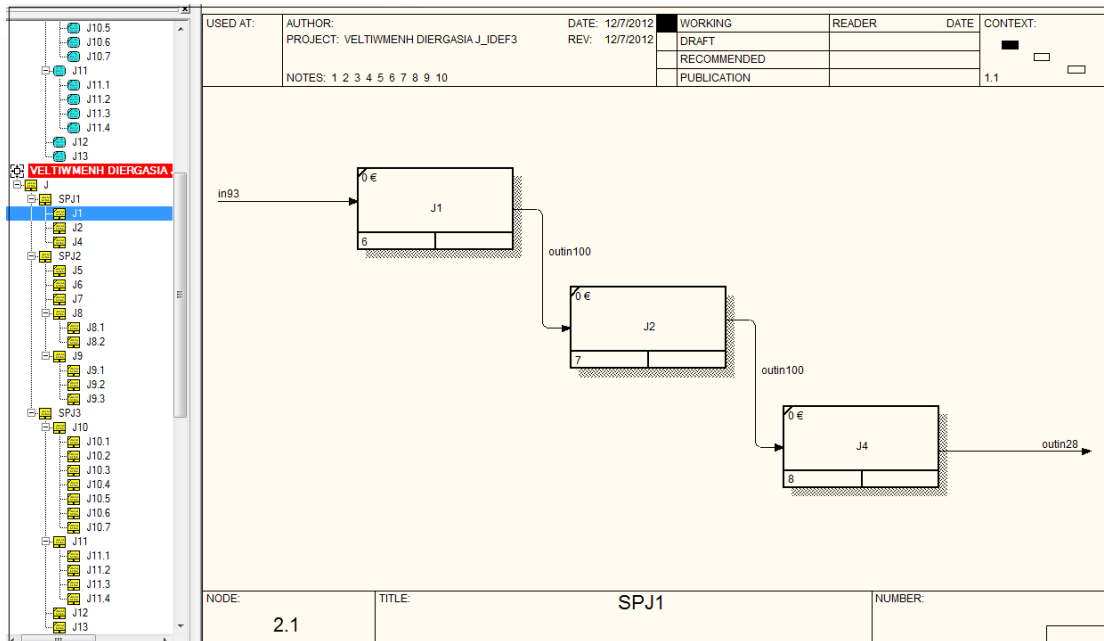 J10.5
J10.6
J10.7
J11
J11.1
J11.2
J11.3
J11.4
J12
J13
VELTIWMENH DIERGASIA
J
SPJ1
J1
J2
J4
SPJ2
J5
J6
J7
J8
J8.1
J8.2
J9
J9.1
J9.2
J9.3
SPJ3
J10
J10.1
J10.2
J10.3
J10.4
J10.5
J10.6
J10.7
J11
J11.1
J11.2
J11.3
J11.4
J12
J13
USED AT:
AUTHOR:
DATE: 12/7/2012
PROJECT: VELTIWMENH DIERGASIA J_IDEF3
REV: 12/7/2012
NOTES: 1 2 3 4 5 6 7 8 9 10
WORKING
DRAFT
RECOMMENDED
PUBLICATION
READER DATE
CONTEXT:
1.1
in93
0 €
J1
6
outin100
0 €
J2
7
outin100
0 €
J4
8
outin28
NODE:
2.1
TITLE:
SPJ1
NUMBER: